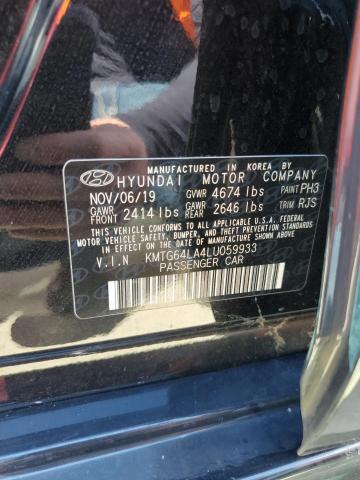 MANUFACTURED IN KOREA BY
HYUNDAI MOTOR COMPANY
NOV/06/19 GVWR 4674 lbs PAINT PH3
GAWR FRONT 2414 lbs GAWR REAR 2646 lbs TRIM RJS
THIS VEHICLE CONFORMS TO ALL APPLICABLE U.S.A. FEDERAL
MOTOR VEHICLE SAFETY, BUMPER, AND THEFT PREVENTION
STANDARDS IN EFFECT ON THE DATE OF MANUFACTURE SHOWN ABOVE.
V.I.N KMTG64LA4LU059933
PASSENGER CAR